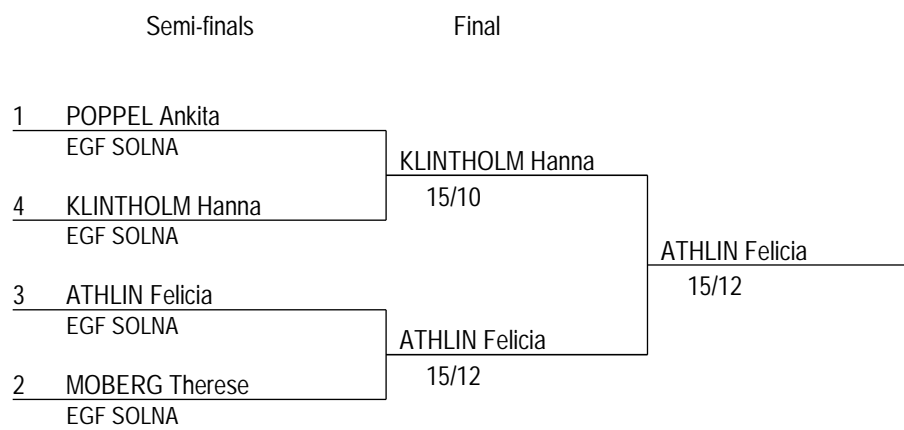 Semi-finals Final
1 POPPEL Ankita
EGF SOLNA
KLINTHOLM Hanna
15/10
4 KLINTHOLM Hanna
EGF SOLNA
ATHLIN Felicia
15/12
3 ATHLIN Felicia
EGF SOLNA
ATHLIN Felicia
15/12
2 MOBERG Therese
EGF SOLNA